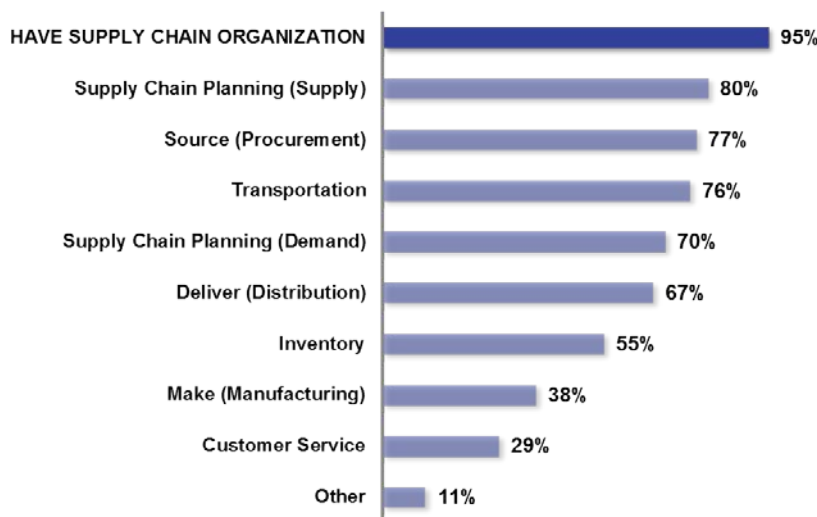 HAVE SUPPLY CHAIN ORGANIZATION 95%
Supply Chain Planning (Supply) 80%
Source (Procurement) 77%
Transportation 76%
Supply Chain Planning (Demand) 70%
Deliver (Distribution) 67%
Inventory 55%
Make (Manufacturing) 38%
Customer Service 29%
Other 11%